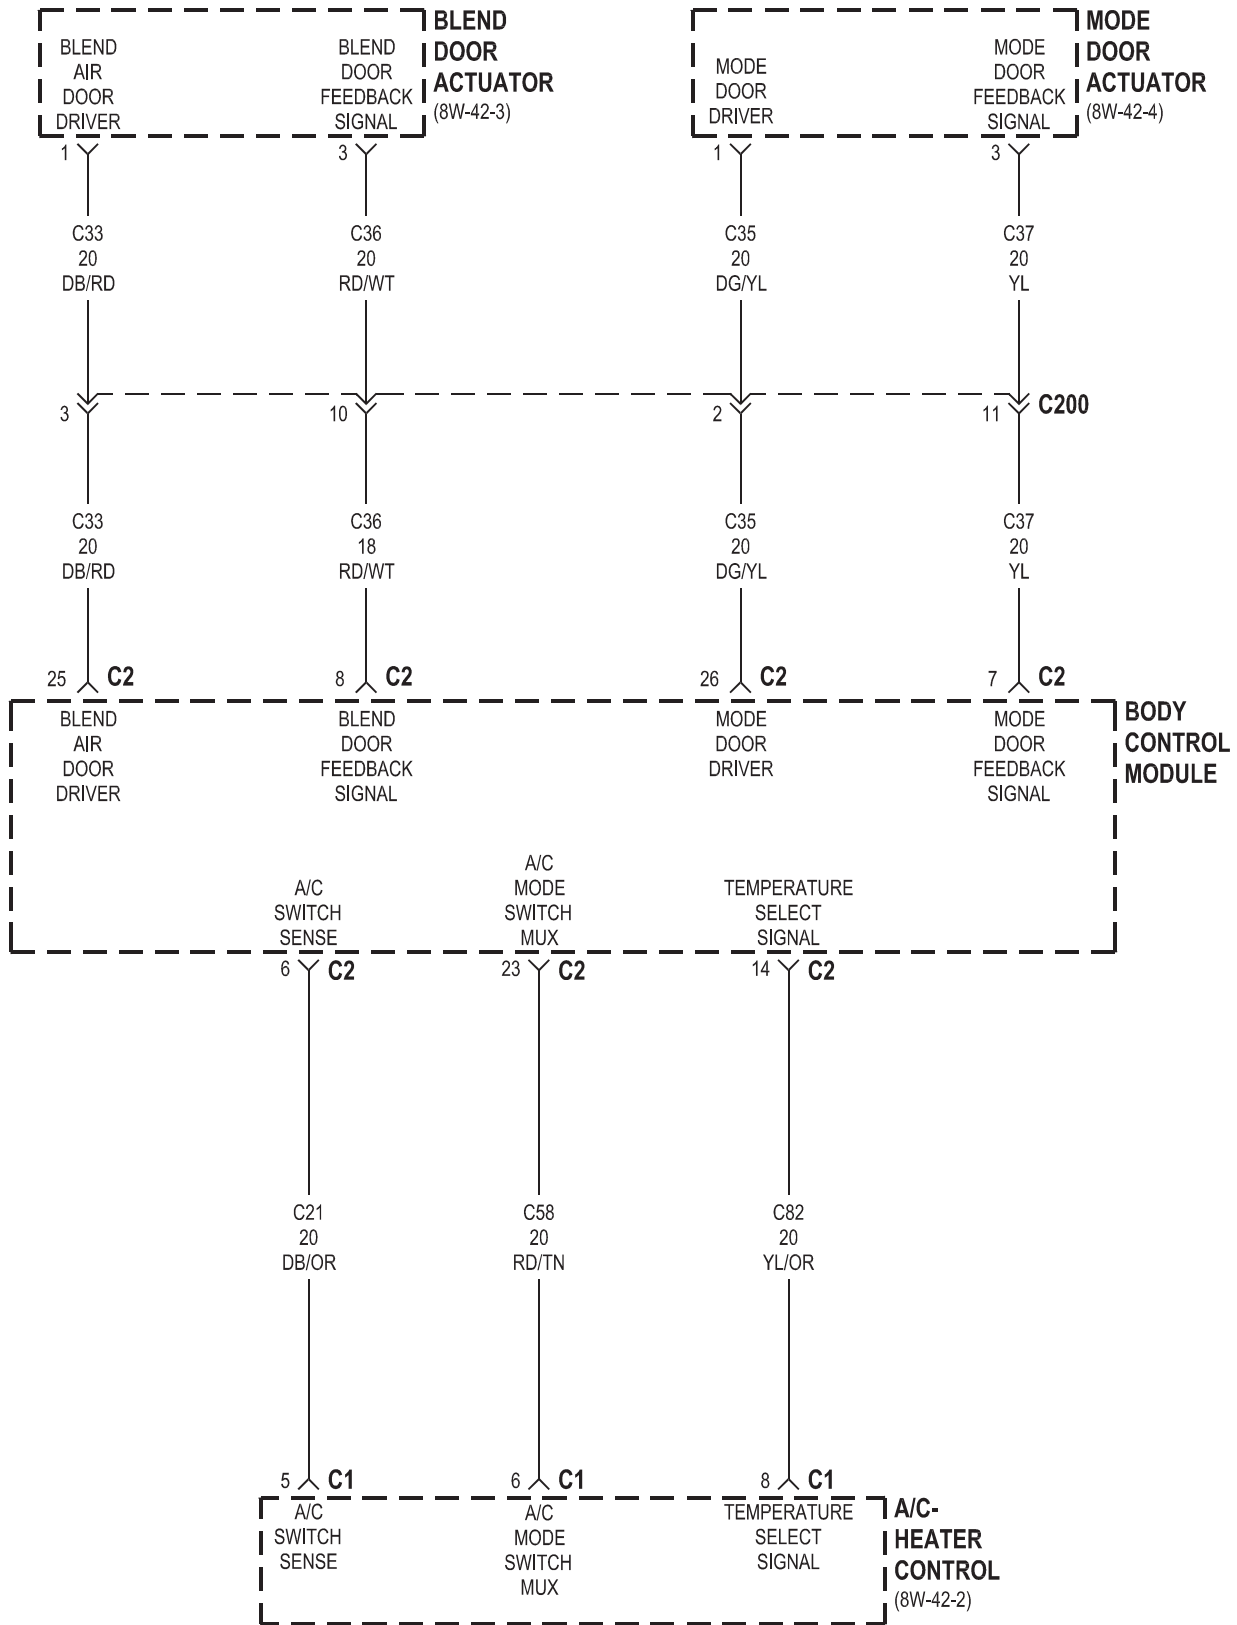 BLEND
DOOR
ACTUATOR
(8W-42-3)
BLEND
AIR
DOOR
DRIVER
BLEND
DOOR
FEEDBACK
SIGNAL
MODE
DOOR
ACTUATOR
(8W-42-4)
MODE
DOOR
DRIVER
MODE
DOOR
FEEDBACK
SIGNAL
1
3
1
3
C33
20
DB/RD
C36
20
RD/WT
C35
20
DG/YL
C37
20
YL
3
10
2
11
C200
C33
20
DB/RD
C36
18
RD/WT
C35
20
DG/YL
C37
20
YL
25 C2
8 C2
26 C2
7 C2
BODY
CONTROL
MODULE
BLEND
AIR
DOOR
DRIVER
BLEND
DOOR
FEEDBACK
SIGNAL
MODE
DOOR
DRIVER
MODE
DOOR
FEEDBACK
SIGNAL
A/C
SWITCH
SENSE
A/C
MODE
SWITCH
MUX
TEMPERATURE
SELECT
SIGNAL
6 C2
23 C2
14 C2
C21
20
DB/OR
C58
20
RD/TN
C82
20
YL/OR
5 C1
6 C1
8 C1
A/C
SWITCH
SENSE
A/C
MODE
SWITCH
MUX
TEMPERATURE
SELECT
SIGNAL
A/C-
HEATER
CONTROL
(8W-42-2)